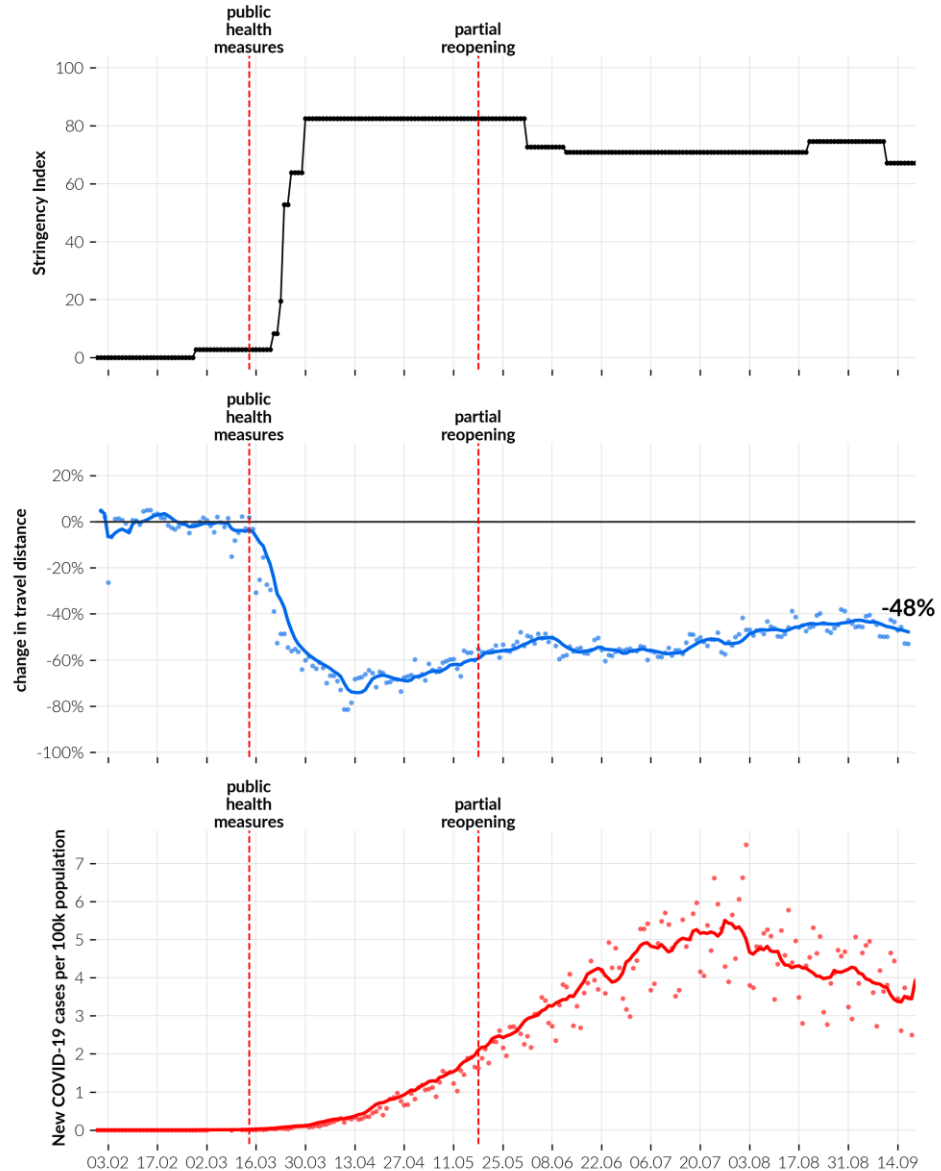 public
health
measures
partial
reopening
Stringency Index
100
80
60
40
20
0
public
health
measures
partial
reopening
change in travel distance
20%
0%
-20%
-40%
-60%
-80%
-100%
-48%
public
health
measures
partial
reopening
New COVID-19 cases per 100k population
7
6
5
4
3
2
1
0
03.02 17.02 02.03 16.03 30.03 13.04 27.04 11.05 25.05 08.06 22.06 06.07 20.07 03.08 17.08 31.08 14.09